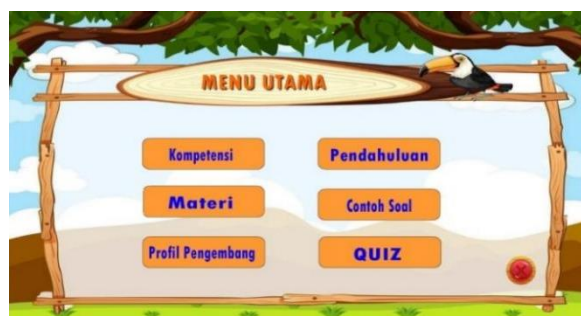 MENU UTAMA
Kompetensi
Pendahuluan
Materi
Contoh Soal
Profil Pengembang
QUIZ